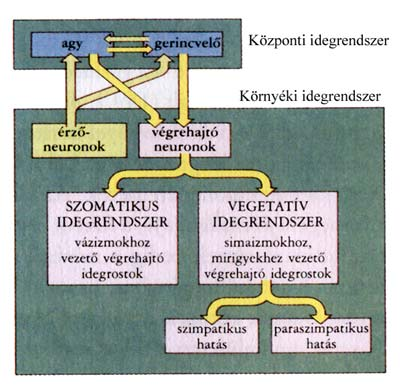 agy
gerincvelő
Központi idegrendszer
Környéki idegrendszer
érző-
neuronok
végrehajtó
neuronok
SZOMATIKUS
IDEGRENDSZER
vázizmokhoz
vezető végrehajtó
idegrostok
VEGETATÍV
IDEGRENDSZER
simaizmokhoz,
mirigyekhez vezető
végrehajtó idegrostok
szimpatikus
hatás
paraszimpatikus
hatás